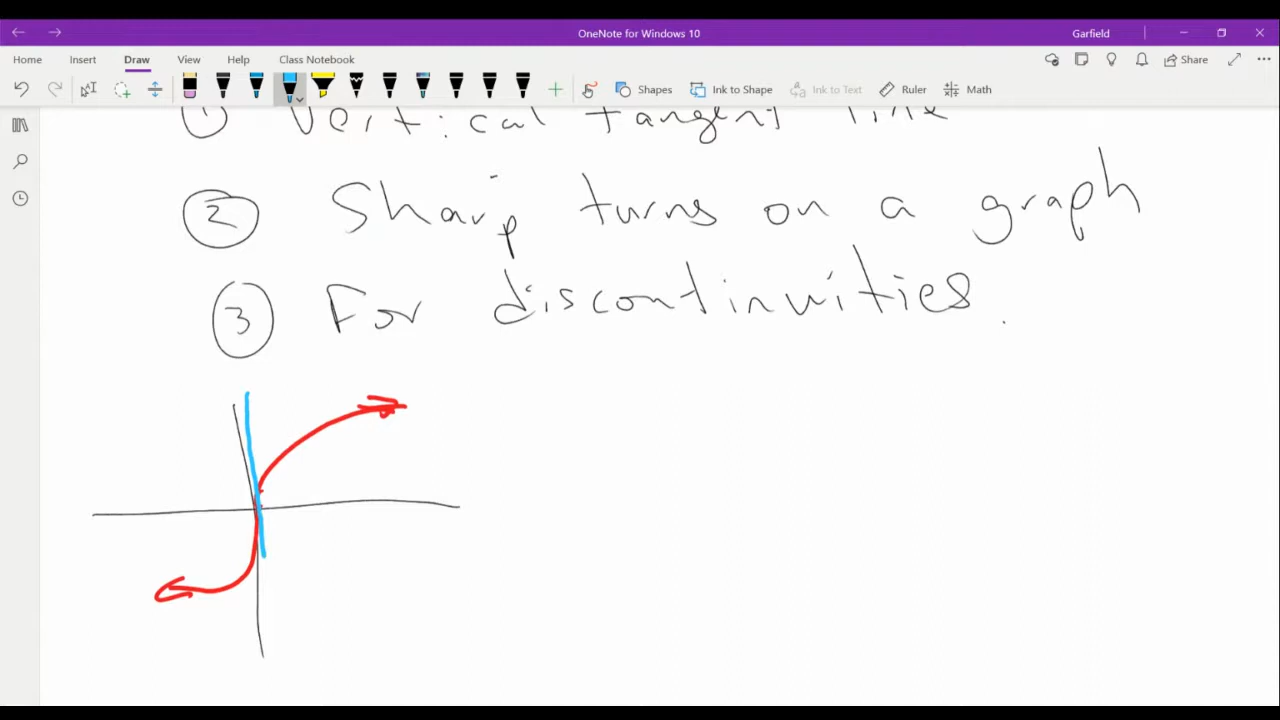 OneNote for Windows 10
Garfield
Home Insert Draw View Help Class Notebook
Share
Shapes Ink to Shape Ink to Text Ruler Math
1 Vertical tangent line
2 Sharp turns on a graph
3 For discontinuities.